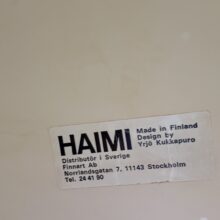 HAIMI Made in Finland
Design by
Yrjö Kukkapuro
Distributör i Sverige
Finnart Ab
Norrlandsgatan 7, 11143 Stockholm
Tel. 24 41 90